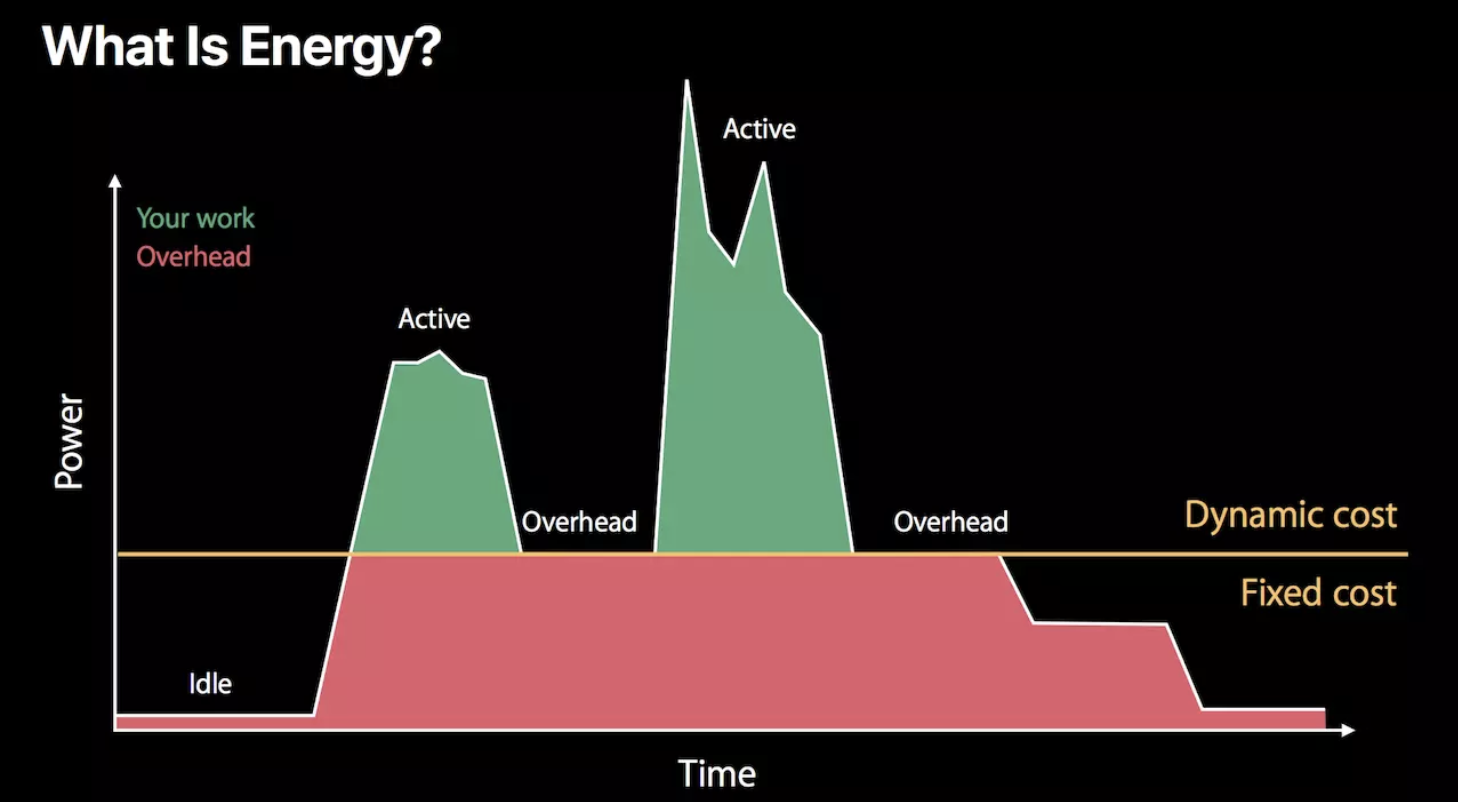 What Is Energy?
Active
Your work
Overhead
Active
Power
Overhead
Overhead
Dynamic cost
Fixed cost
Idle
Time